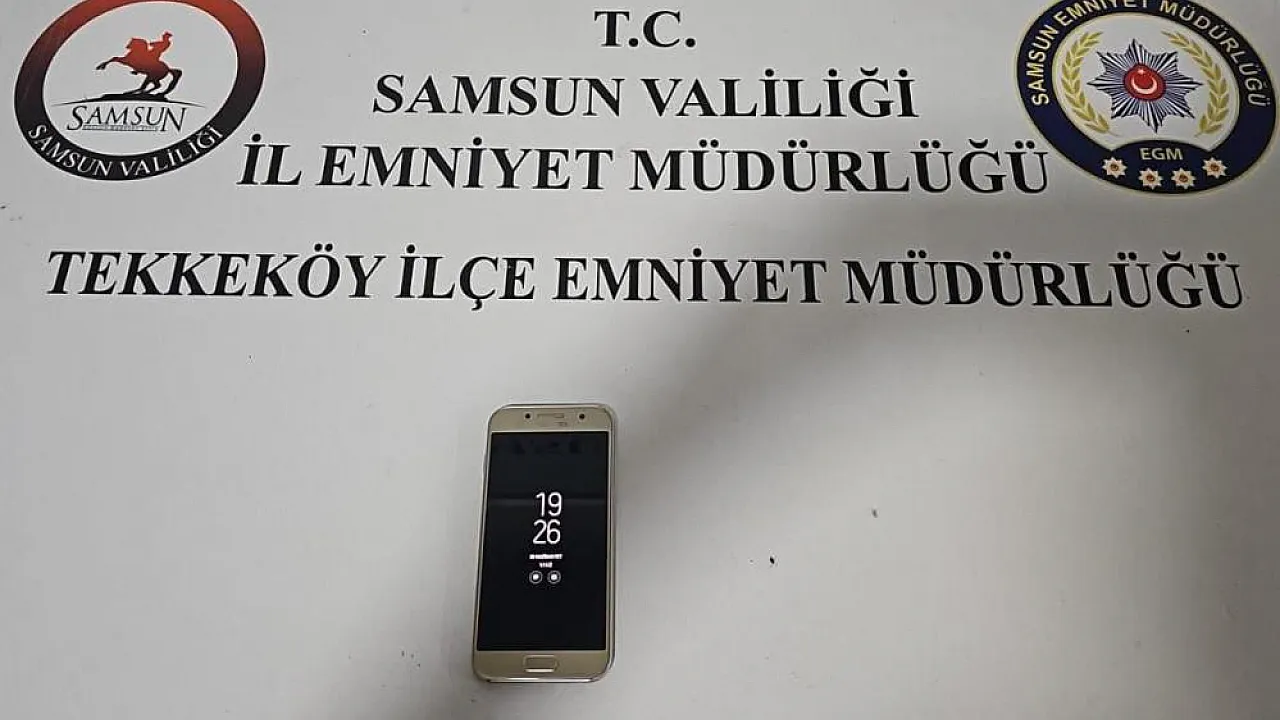 T.C.
SAMSUN VALİLİĞİ
İL EMNİYET MÜDÜRLÜĞÜ
TEKKEKÖY İLÇE EMNİYET MÜDÜRLÜĞÜ
SAMSUN
SAMSUN VALİLİĞİ
SAMSUN EMNİYET MÜDÜRLÜĞÜ
EGM
19
26